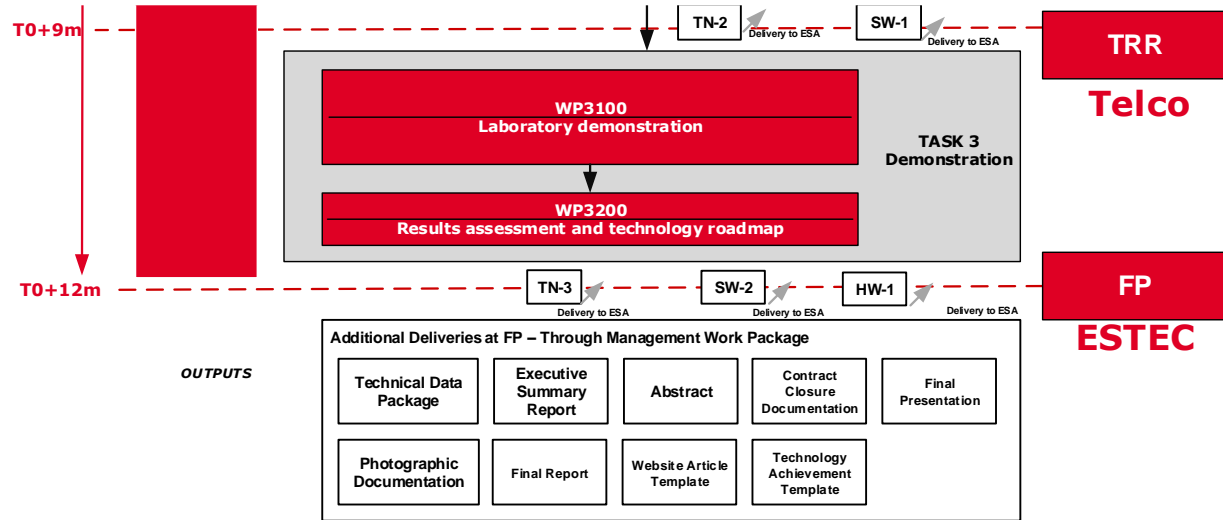 T0+9m
TN-2
Delivery to ESA
SW-1
Delivery to ESA
TRR
Telco
WP3100
Laboratory demonstration
TASK 3
Demonstration
WP3200
Results assessment and technology roadmap
T0+12m
TN-3
Delivery to ESA
SW-2
Delivery to ESA
HW-1
Delivery to ESA
FP
ESTEC
OUTPUTS
Additional Deliveries at FP – Through Management Work Package
Technical Data
Package
Executive
Summary
Report
Abstract
Contract
Closure
Documentation
Final
Presentation
Photographic
Documentation
Final Report
Website Article
Template
Technology
Achievement
Template